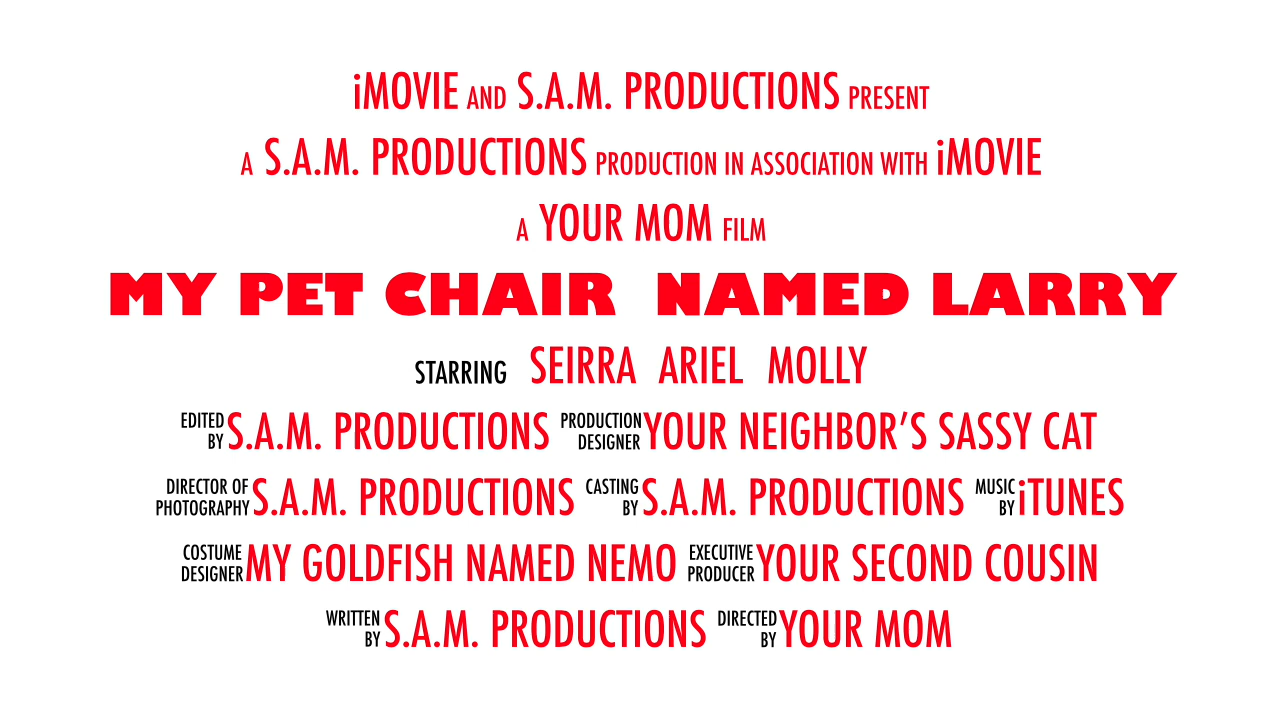 iMOVIE AND S.A.M. PRODUCTIONS PRESENT
A S.A.M. PRODUCTIONS PRODUCTION IN ASSOCIATION WITH iMOVIE
A YOUR MOM FILM
MY PET CHAIR NAMED LARRY
STARRING SEIRRA ARIEL MOLLY
EDITED BY S.A.M. PRODUCTIONS PRODUCTION DESIGNER YOUR NEIGHBOR’S SASSY CAT
DIRECTOR OF PHOTOGRAPHY S.A.M. PRODUCTIONS CASTING BY S.A.M. PRODUCTIONS MUSIC BY iTUNES
COSTUME DESIGNER MY GOLDFISH NAMED NEMO EXECUTIVE PRODUCER YOUR SECOND COUSIN
WRITTEN BY S.A.M. PRODUCTIONS DIRECTED BY YOUR MOM